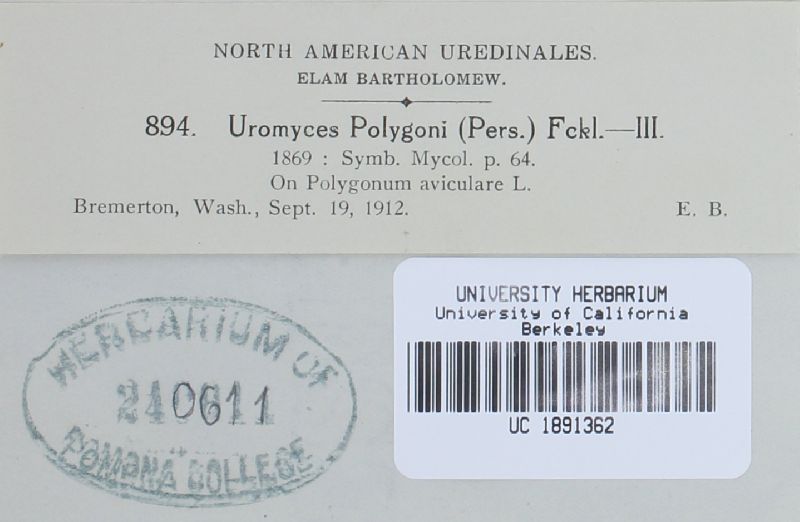 NORTH AMERICAN UREDINALES.
ELAM BARTHOLOMEW.
894. Uromyces Polygoni (Pers.) Fckl.—III.
1869 : Symb. Mycol. p. 64.
On Polygonum aviculare L.
Bremerton, Wash., Sept. 19, 1912. E. B.
UNIVERSITY HERBARIUM
University of California
Berkeley
UC 1891362
HERBARIUM OF
240611
POMONA COLLEGE